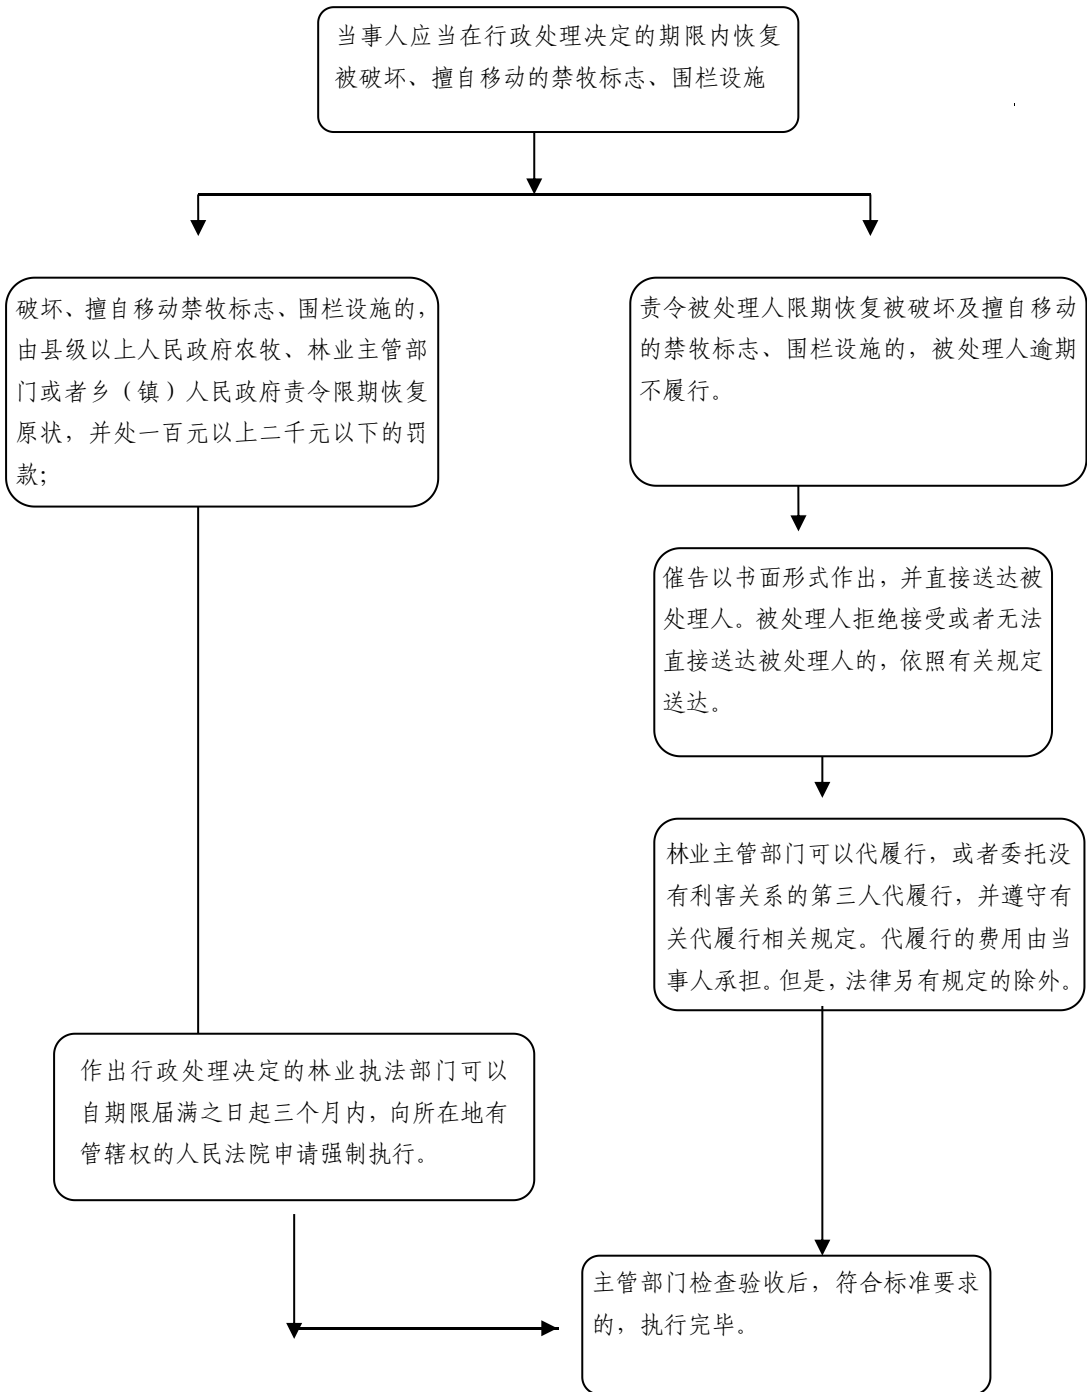 当事人应当在行政处理决定的期限内恢复
被破坏、擅自移动的禁牧标志、围栏设施
破坏、擅自移动禁牧标志、围栏设施的，
由县级以上人民政府农牧、林业主管部
门或者乡（镇）人民政府责令限期恢复
原状，并处一百元以上二千元以下的罚
款；
责令被处理人限期恢复被破坏及擅自移动
的禁牧标志、围栏设施的，被处理人逾期
不履行。
催告以书面形式作出，并直接送达被
处理人。被处理人拒绝接受或者无法
直接送达被处理人的，依照有关规定
送达。
林业主管部门可以代履行，或者委托没
有利害关系的第三人代履行，并遵守有
关代履行相关规定。代履行的费用由当
事人承担。但是，法律另有规定的除外。
作出行政处理决定的林业执法部门可以
自期限届满之日起三个月内，向所在地有
管辖权的人民法院申请强制执行。
主管部门检查验收后，符合标准要求
的，执行完毕。